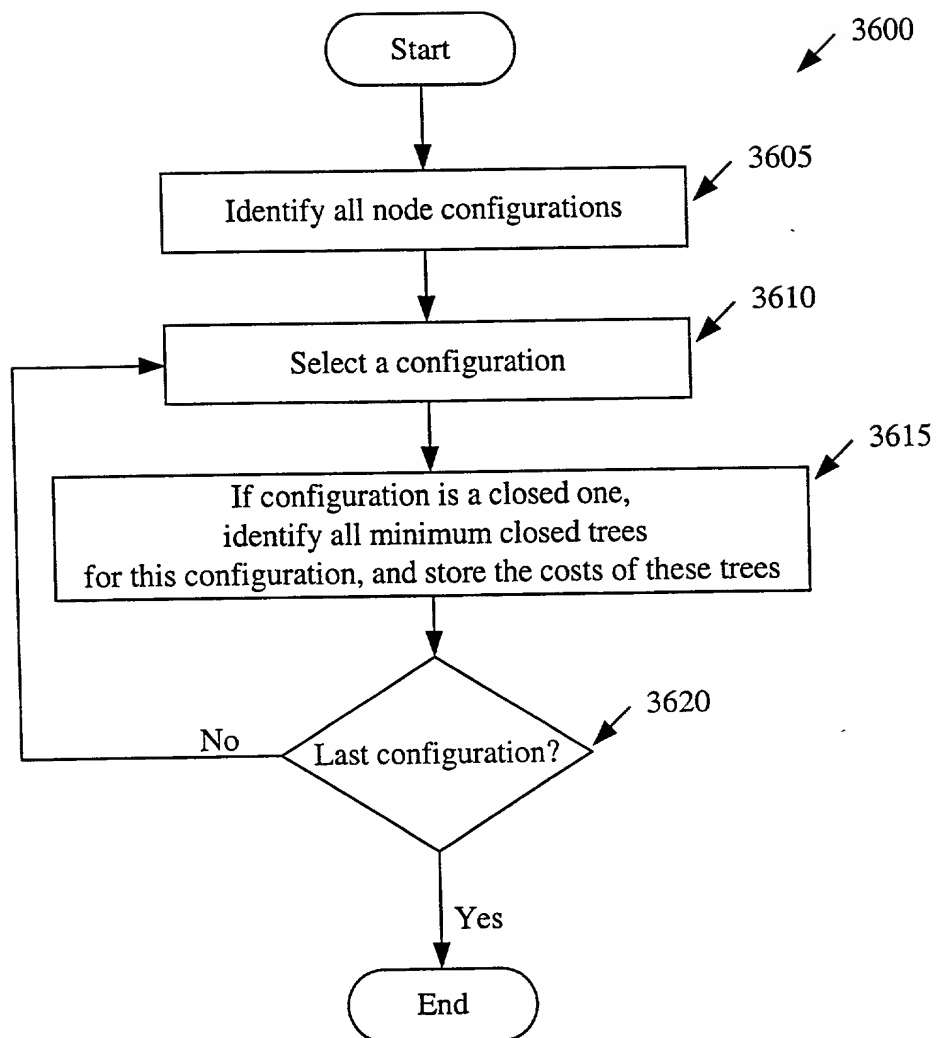 Start
3600
3605
Identify all node configurations
3610
Select a configuration
3615
If configuration is a closed one,
identify all minimum closed trees
for this configuration, and store the costs of these trees
3620
No
Last configuration?
Yes
End